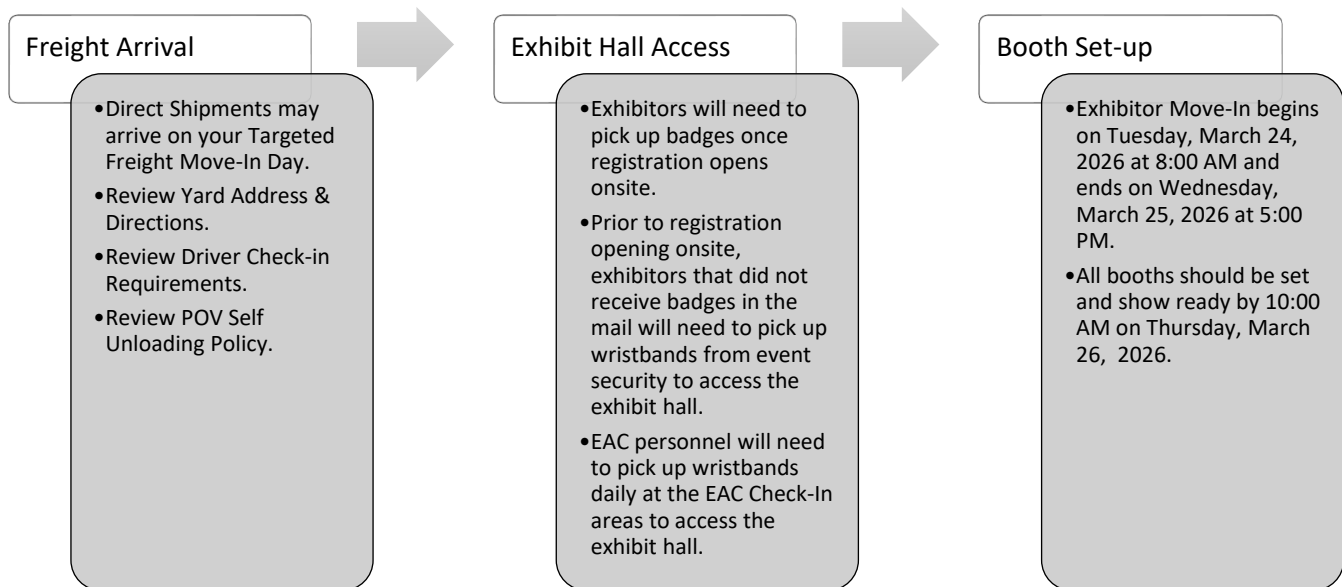 Freight Arrival
•Direct Shipments may
arrive on your Targeted
Freight Move-In Day.
•Review Yard Address &
Directions.
•Review Driver Check-in
Requirements.
•Review POV Self
Unloading Policy.
Exhibit Hall Access
•Exhibitors will need to
pick up badges once
registration opens
onsite.
•Prior to registration
opening onsite,
exhibitors that did not
receive badges in the
mail will need to pick up
wristbands from event
security to access the
exhibit hall.
•EAC personnel will need
to pick up wristbands
daily at the EAC Check-In
areas to access the
exhibit hall.
Booth Set-up
•Exhibitor Move-In begins
on Tuesday, March 24,
2026 at 8:00 AM and
ends on Wednesday,
March 25, 2026 at 5:00
PM.
•All booths should be set
and show ready by 10:00
AM on Thursday, March
26, 2026.